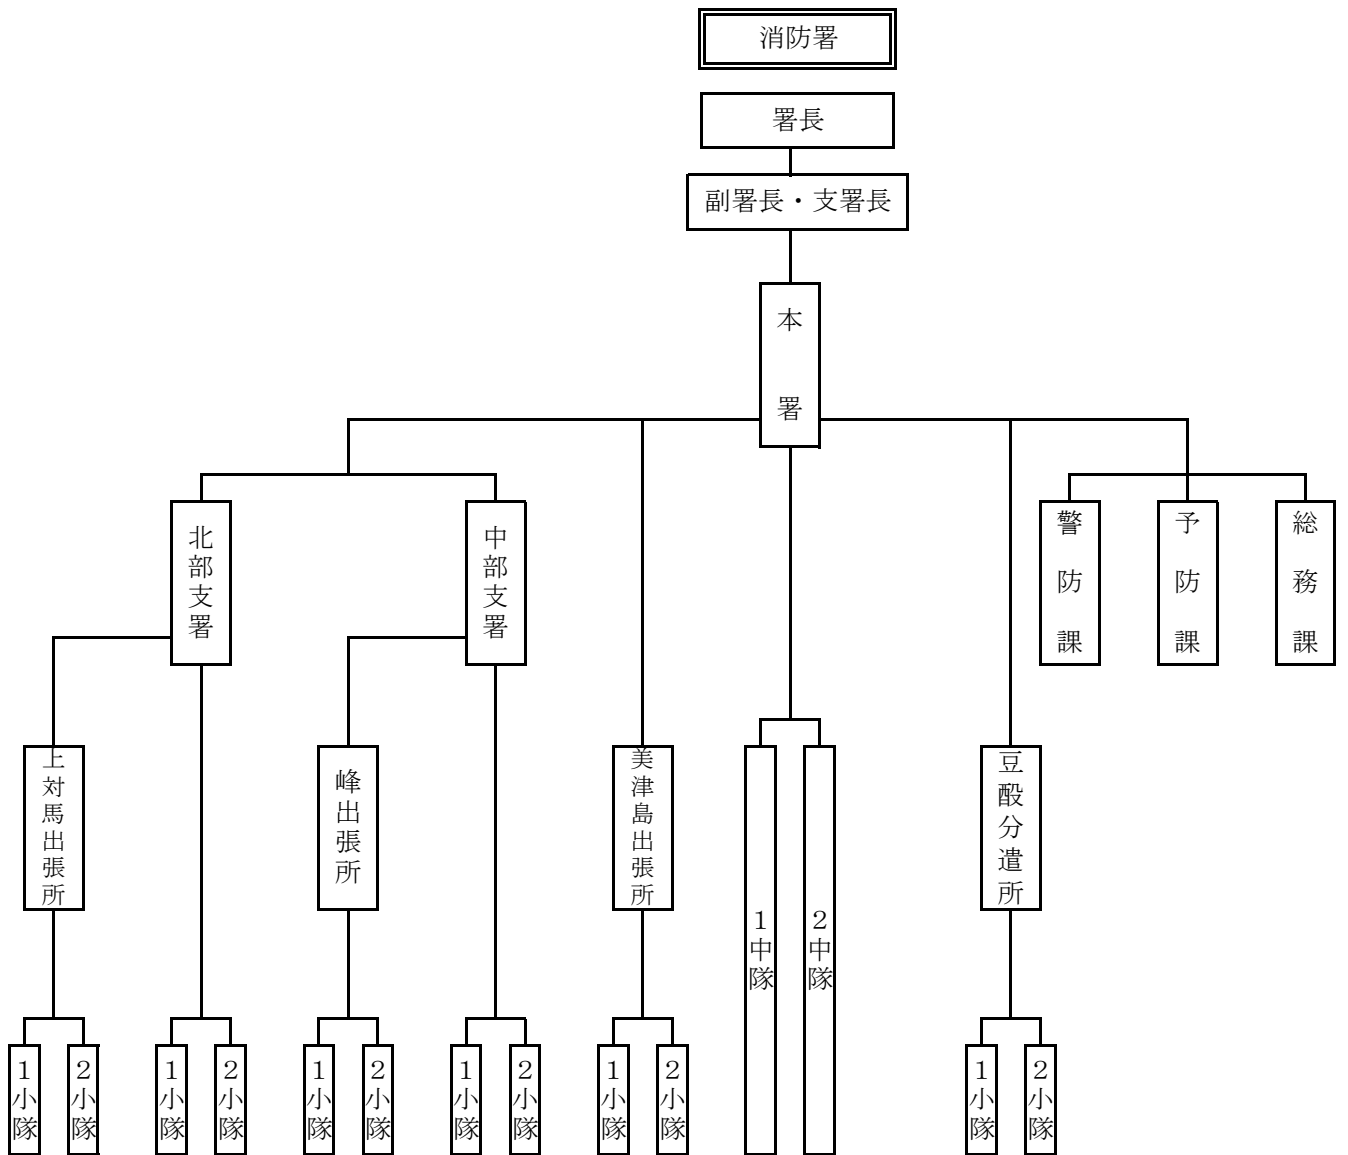 消防署
署長
副署長・支署長
本署
北部支署
中部支署
警防課
予防課
総務課
上対馬出張所
峰出張所
美津島出張所
豆酘分遣所
1中隊
2中隊
1小隊
2小隊
1小隊
2小隊
1小隊
2小隊
1小隊
2小隊
1小隊
2小隊
1小隊
2小隊